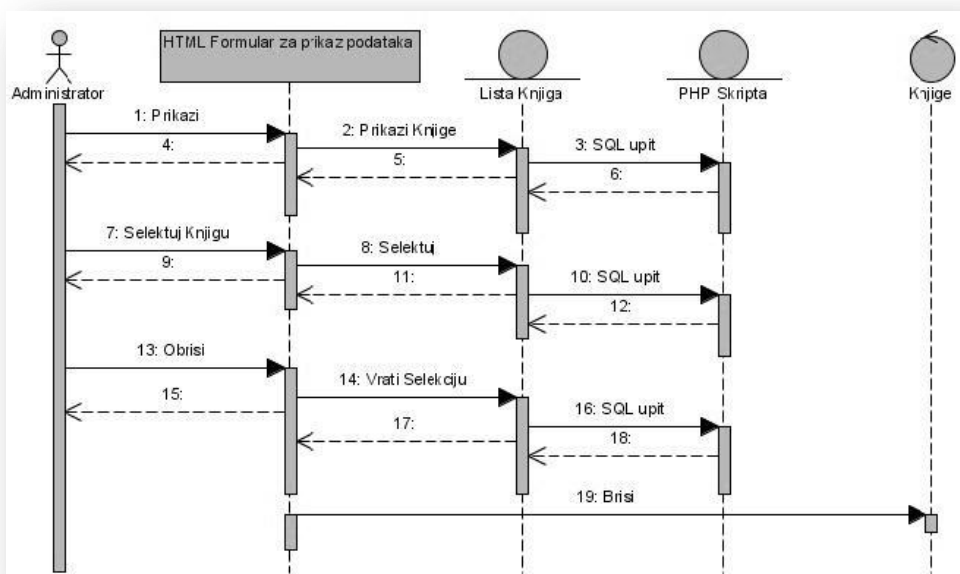 HTML Formular za prikaz podataka
Administrator
Lista Knjiga
PHP Skripta
Knjige
1: Prikazi
2: Prikazi Knjige
3: SQL upit
4:
5:
6:
7: Selektuj Knjigu
8: Selektuj
9:
11:
10: SQL upit
12:
13: Obrisi
14: Vrati Selekciju
15:
16: SQL upit
17:
18:
19: Brisi